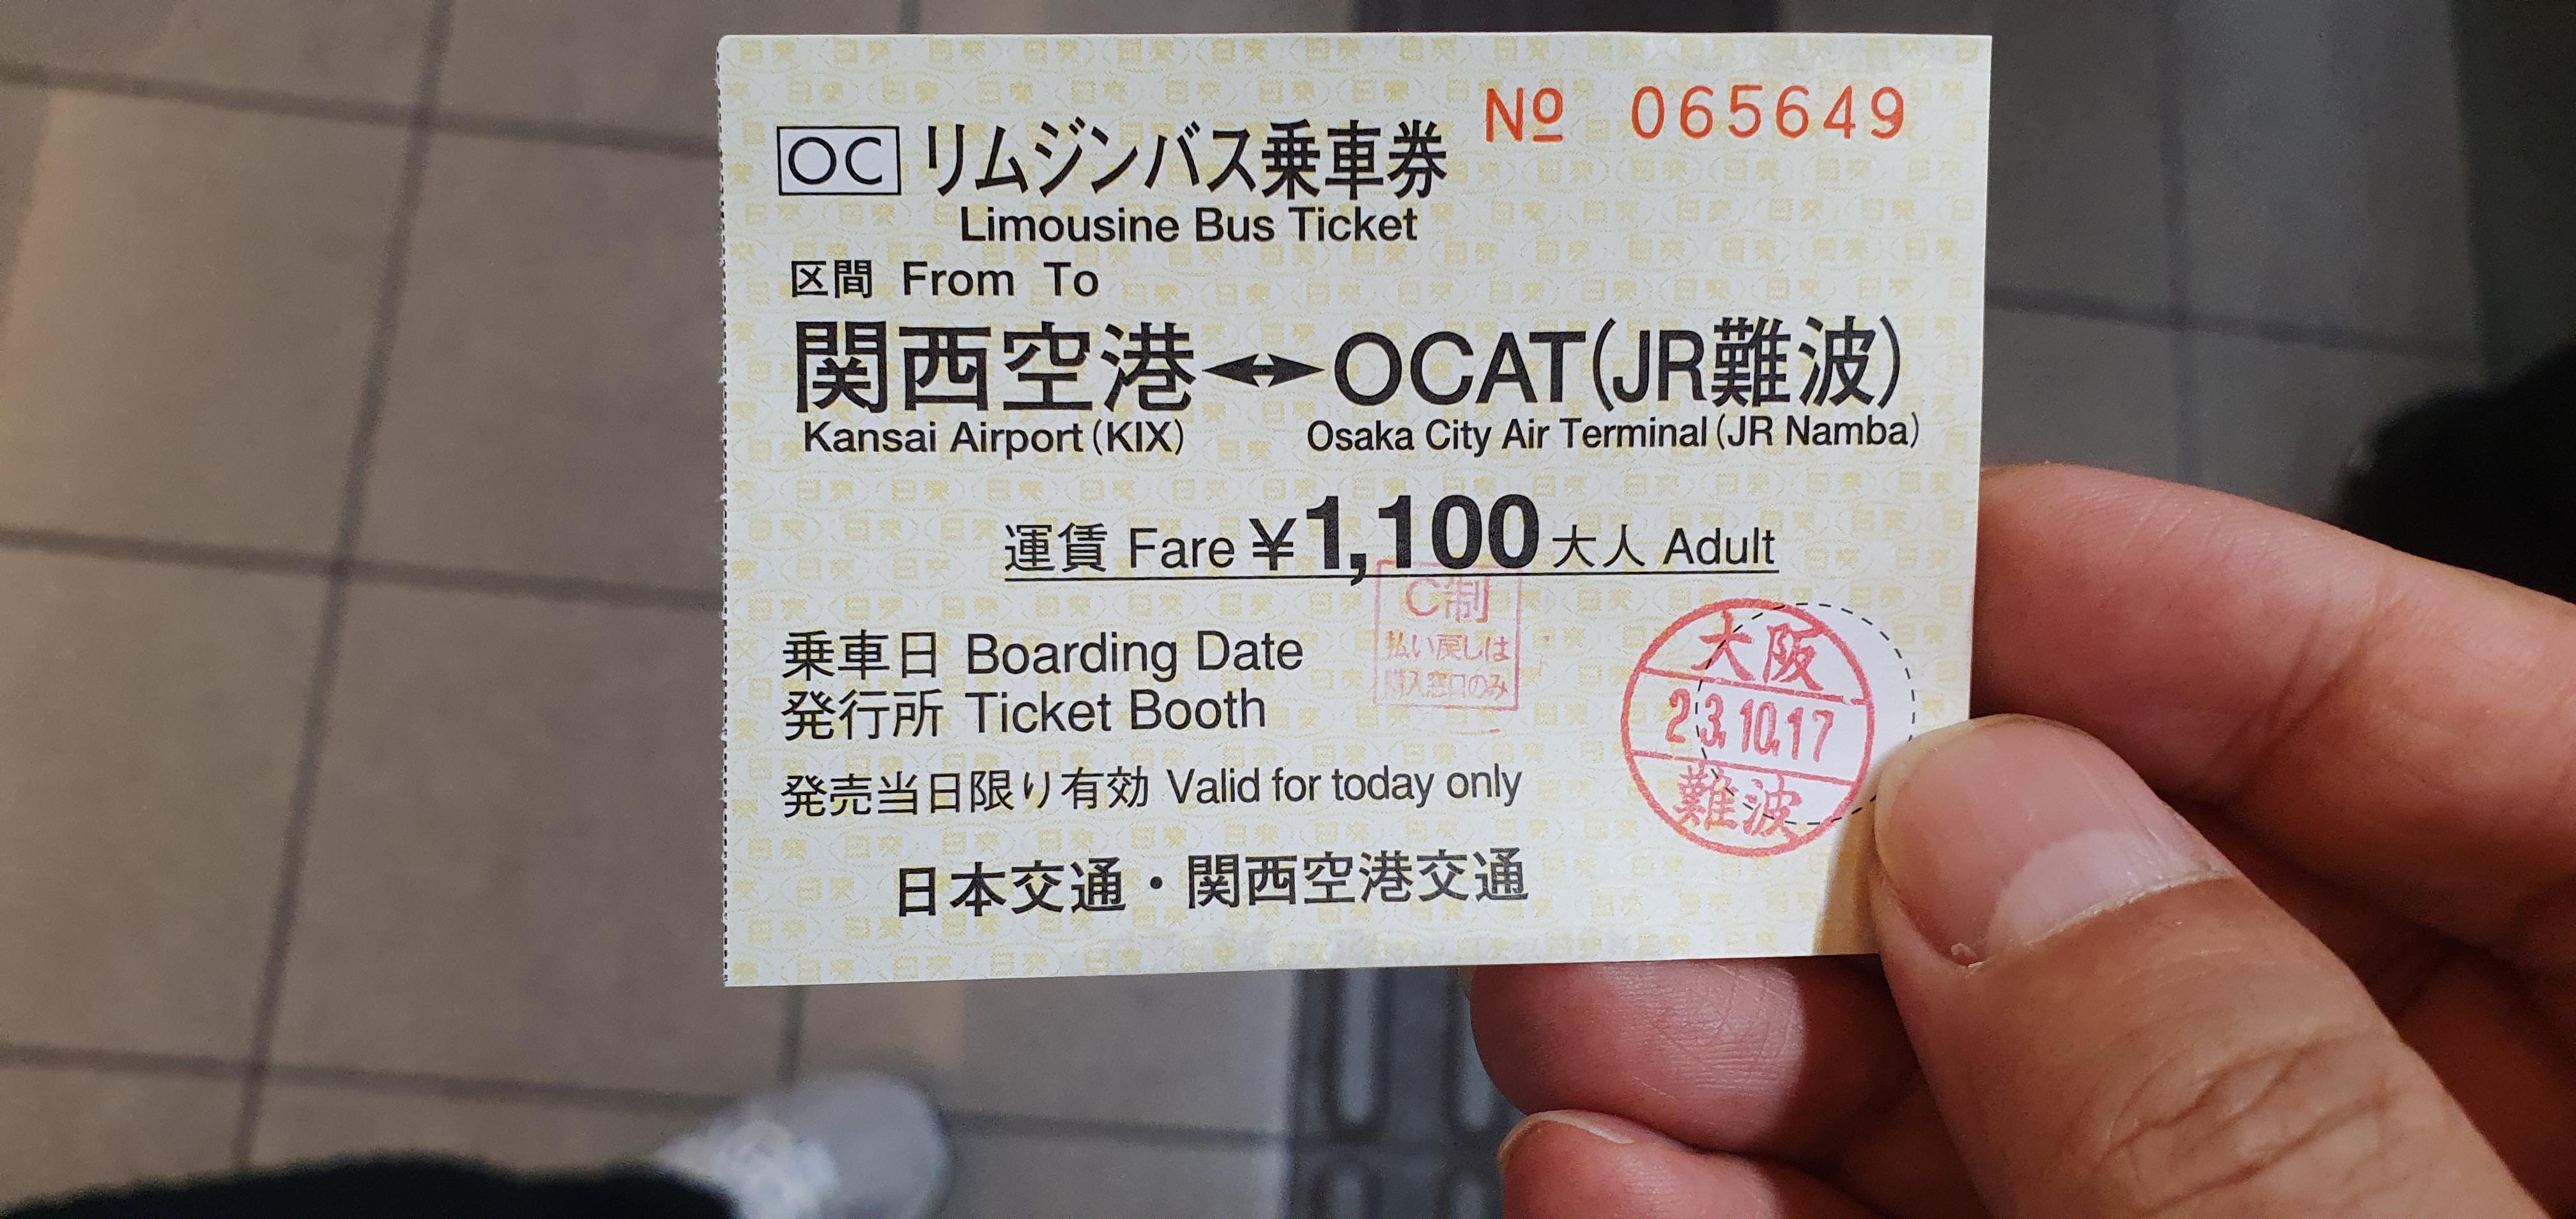 No 065649
OC リムジンバス乗車券
Limousine Bus Ticket
区間 From To
関西空港↔OCAT(JR難波)
Kansai Airport(KIX) Osaka City Air Terminal(JR Namba)
運賃 Fare ¥1,100 大人 Adult
C制
払い戻しは
購入窓口のみ
乗車日 Boarding Date
発行所 Ticket Booth
大阪
23.10.17
難波
発売当日限り有効 Valid for today only
日本交通・関西空港交通